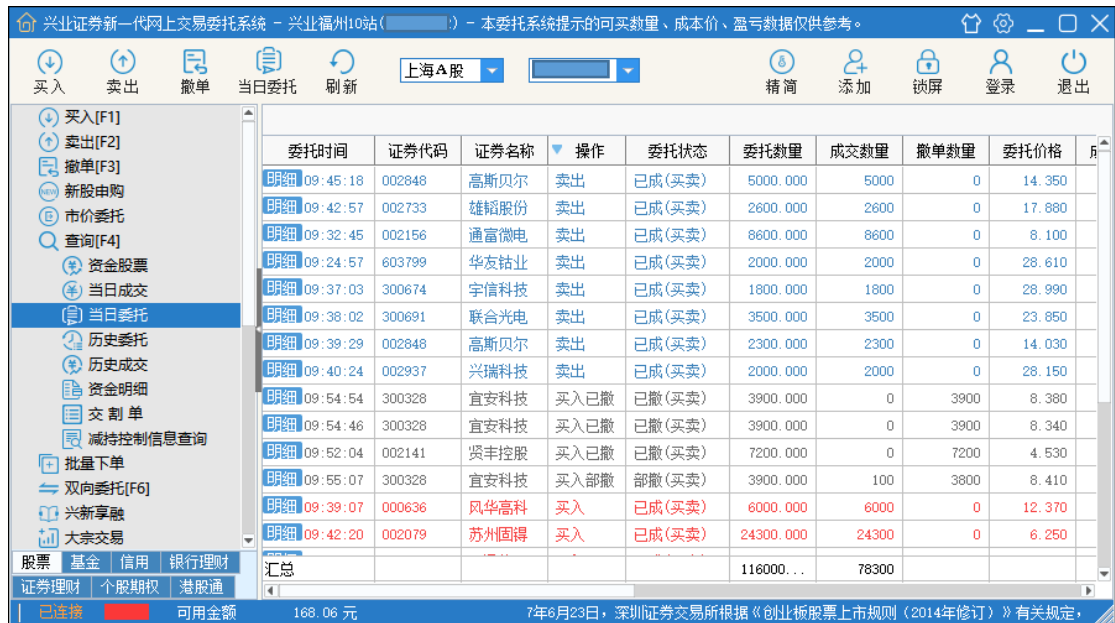 兴业证券新一代网上交易委托系统 - 兴业福州10站( :) - 本委托系统提示的可买数量、成本价、盈亏数据仅供参考。
买入 卖出 撤单 当日委托 刷新 上海A股 精简 添加 锁屏 登录 退出
买入[F1]
卖出[F2]
撤单[F3]
新股申购
市价委托
查询[F4]
资金股票
当日成交
当日委托
历史委托
历史成交
资金明细
交 割 单
减持控制信息查询
批量下单
双向委托[F6]
兴新享融
大宗交易
股票 基金 信用 银行理财
证券理财 个股期权 港股通
委托时间 证券代码 证券名称 操作 委托状态 委托数量 成交数量 撤单数量 委托价格
明细 09:45:18 002848 高斯贝尔 卖出 已成(买卖) 5000.000 5000 0 14.350
明细 09:42:57 002733 雄韬股份 卖出 已成(买卖) 2600.000 2600 0 17.880
明细 09:32:45 002156 通富微电 卖出 已成(买卖) 8600.000 8600 0 8.100
明细 09:24:57 603799 华友钴业 卖出 已成(买卖) 2000.000 2000 0 28.610
明细 09:37:03 300674 宇信科技 卖出 已成(买卖) 1800.000 1800 0 28.990
明细 09:38:02 300691 联合光电 卖出 已成(买卖) 3500.000 3500 0 23.850
明细 09:39:29 002848 高斯贝尔 卖出 已成(买卖) 2300.000 2300 0 14.030
明细 09:40:24 002937 兴瑞科技 卖出 已成(买卖) 2000.000 2000 0 28.150
明细 09:54:54 300328 宜安科技 买入已撤 已撤(买卖) 3900.000 0 3900 8.380
明细 09:54:46 300328 宜安科技 买入已撤 已撤(买卖) 3900.000 0 3900 8.340
明细 09:52:04 002141 贤丰控股 买入已撤 已撤(买卖) 7200.000 0 7200 4.530
明细 09:55:07 300328 宜安科技 买入部撤 部撤(买卖) 3900.000 100 3800 8.410
明细 09:39:07 000636 风华高科 买入 已成(买卖) 6000.000 6000 0 12.370
明细 09:42:20 002079 苏州固锝 买入 已成(买卖) 24300.000 24300 0 6.250
汇总 116000... 78300
已连接 可用金额 168.06 元 7年6月23日，深圳证券交易所根据《创业板股票上市规则（2014年修订）》有关规定，